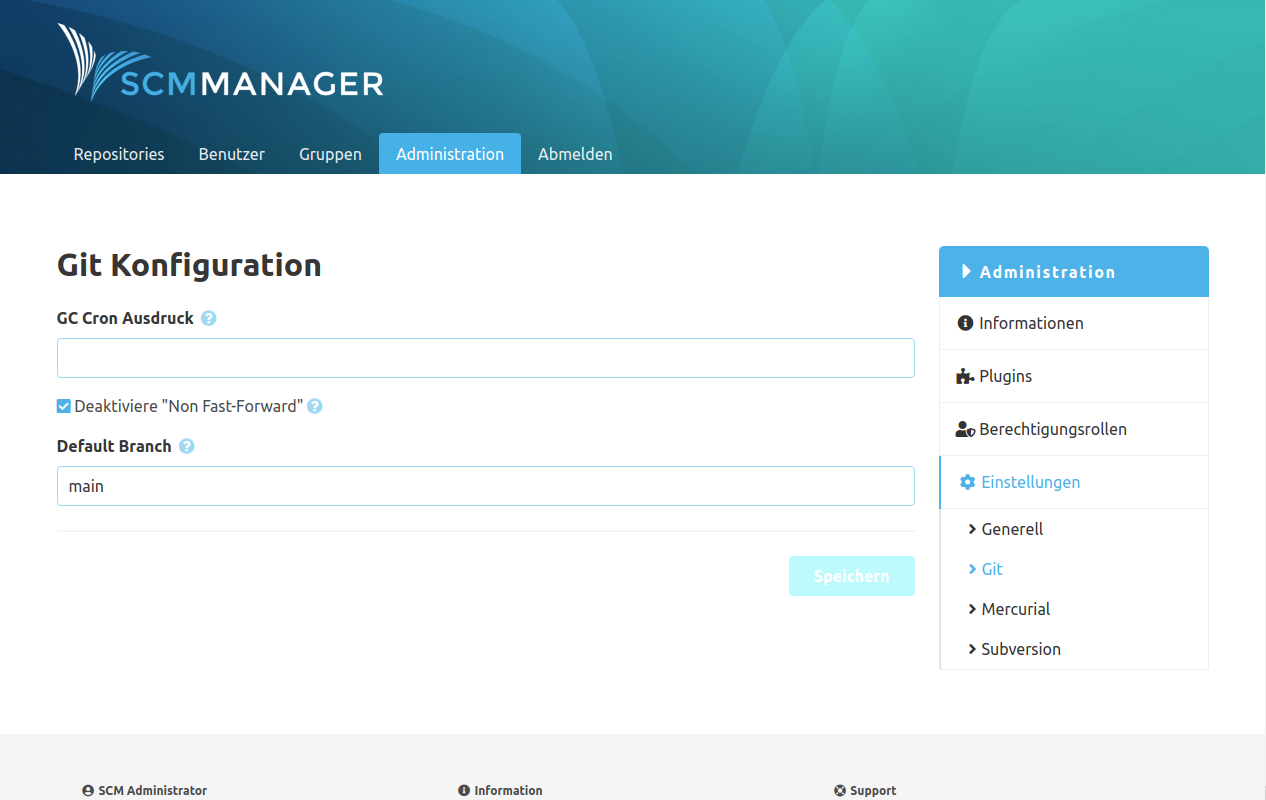 SCMMANAGER
Repositories Benutzer Gruppen Administration Abmelden
Git Konfiguration
GC Cron Ausdruck
Deaktiviere "Non Fast-Forward"
Default Branch
main
Speichern
Administration
Informationen
Plugins
Berechtigungsrollen
Einstellungen
Generell
Git
Mercurial
Subversion
SCM Administrator Information Support